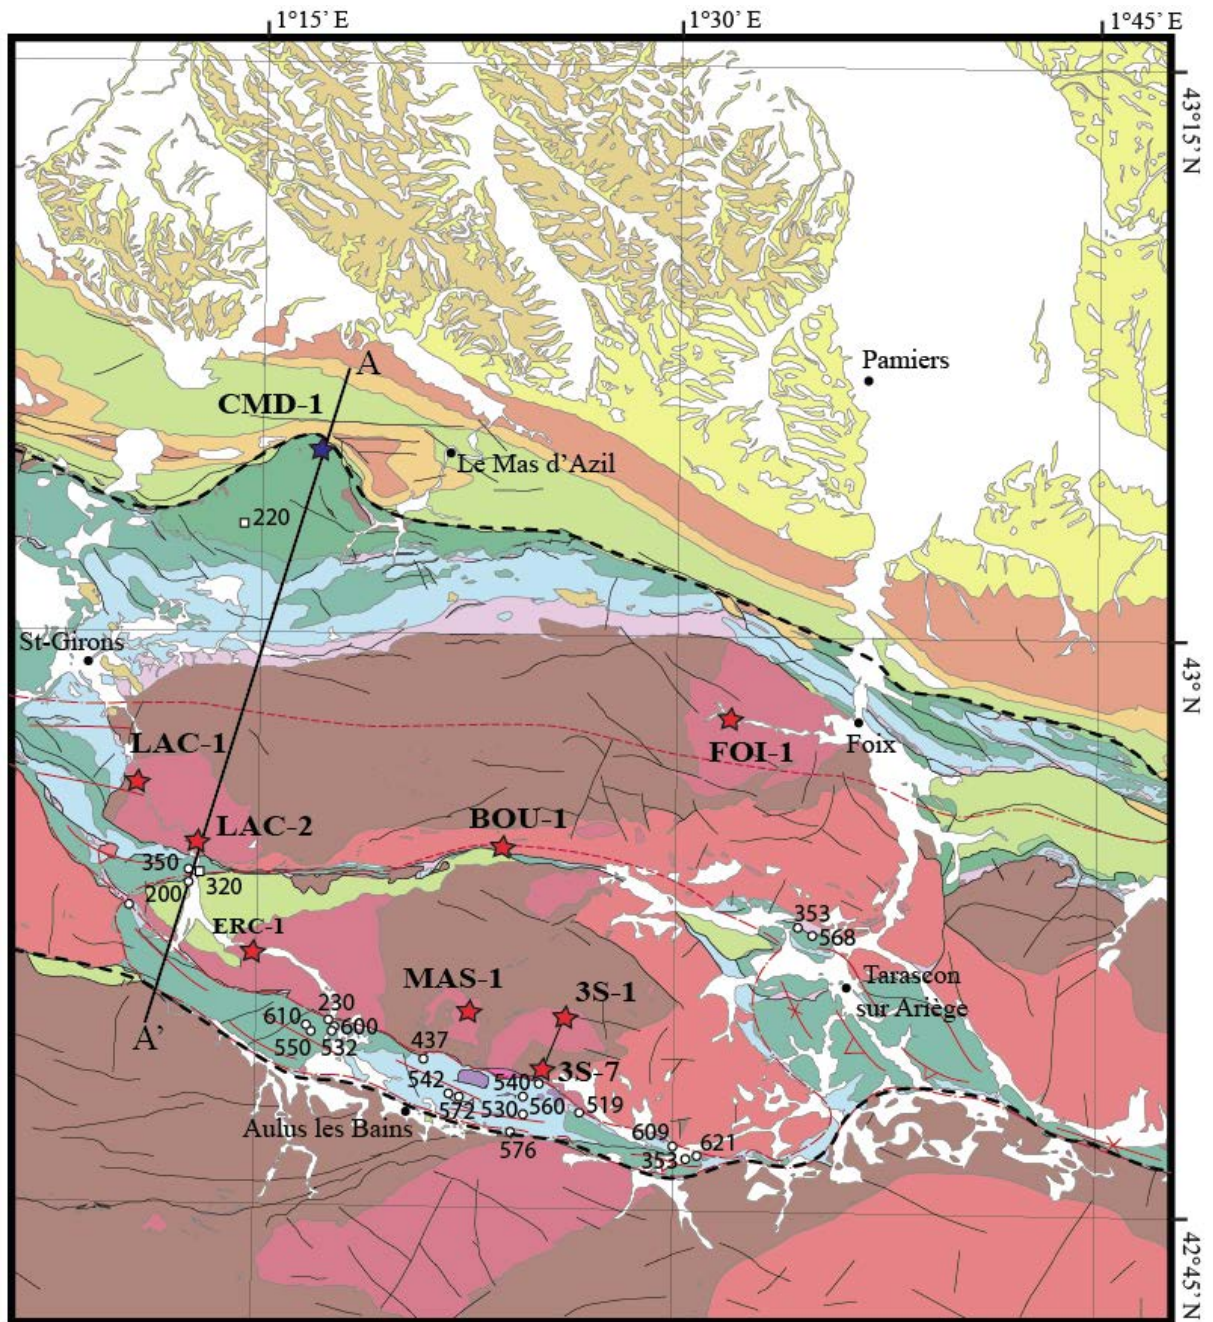 1°15’ E
1°30’ E
1°45’ E
43°15’ N
Pamiers
A
CMD-1
Le Mas d’Azil
220
St-Girons
43° N
LAC-1
FOI-1
Foix
LAC-2
BOU-1
350
320
200
ERC-1
353
568
MAS-1
3S-1
Tarascon
sur Ariège
230
610
600
A’
550
532
437
542
540
3S-7
572
530
560
519
Aulus les Bains
576
609
621
353
42°45’ N